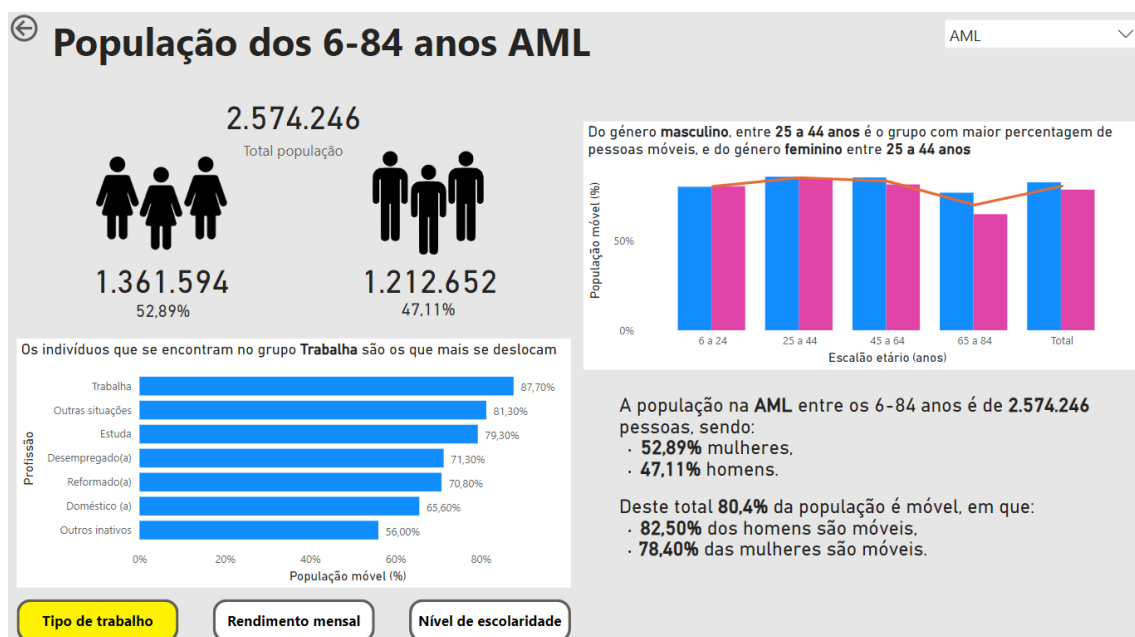 População dos 6-84 anos AML
AML
2.574.246
Total população
1.361.594
52,89%
1.212.652
47,11%
Do género masculino, entre 25 a 44 anos é o grupo com maior percentagem de
pessoas móveis, e do género feminino entre 25 a 44 anos
População móvel (%)
50%
0%
6 a 24
25 a 44
45 a 64
65 a 84
Total
Escalão etário (anos)
Os indivíduos que se encontram no grupo Trabalha são os que mais se deslocam
Profissão
Trabalha 87,70%
Outras situações 81,30%
Estuda 79,30%
Desempregado(a) 71,30%
Reformado(a) 70,80%
Doméstico (a) 65,60%
Outros inativos 56,00%
0% 20% 40% 60% 80%
População móvel (%)
A população na AML entre os 6-84 anos é de 2.574.246
pessoas, sendo:
· 52,89% mulheres,
· 47,11% homens.
Deste total 80,4% da população é móvel, em que:
· 82,50% dos homens são móveis,
· 78,40% das mulheres são móveis.
Tipo de trabalho
Rendimento mensal
Nível de escolaridade